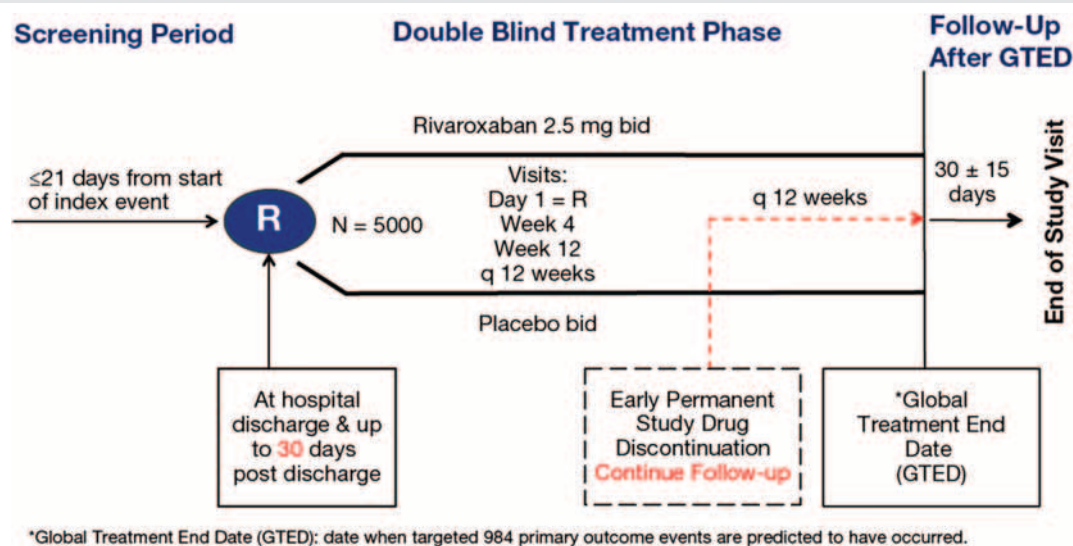 Screening Period
Double Blind Treatment Phase
Follow-Up
After GTED
Rivaroxaban 2.5 mg bid
≤21 days from start
of index event
R
N = 5000
Visits:
Day 1 = R
Week 4
Week 12
q 12 weeks
q 12 weeks
30 ± 15
days
End of Study Visit
Placebo bid
At hospital
discharge & up
to 30 days
post discharge
Early Permanent
Study Drug
Discontinuation
Continue Follow-up
*Global
Treatment End
Date
(GTED)
*Global Treatment End Date (GTED): date when targeted 984 primary outcome events are predicted to have occurred.